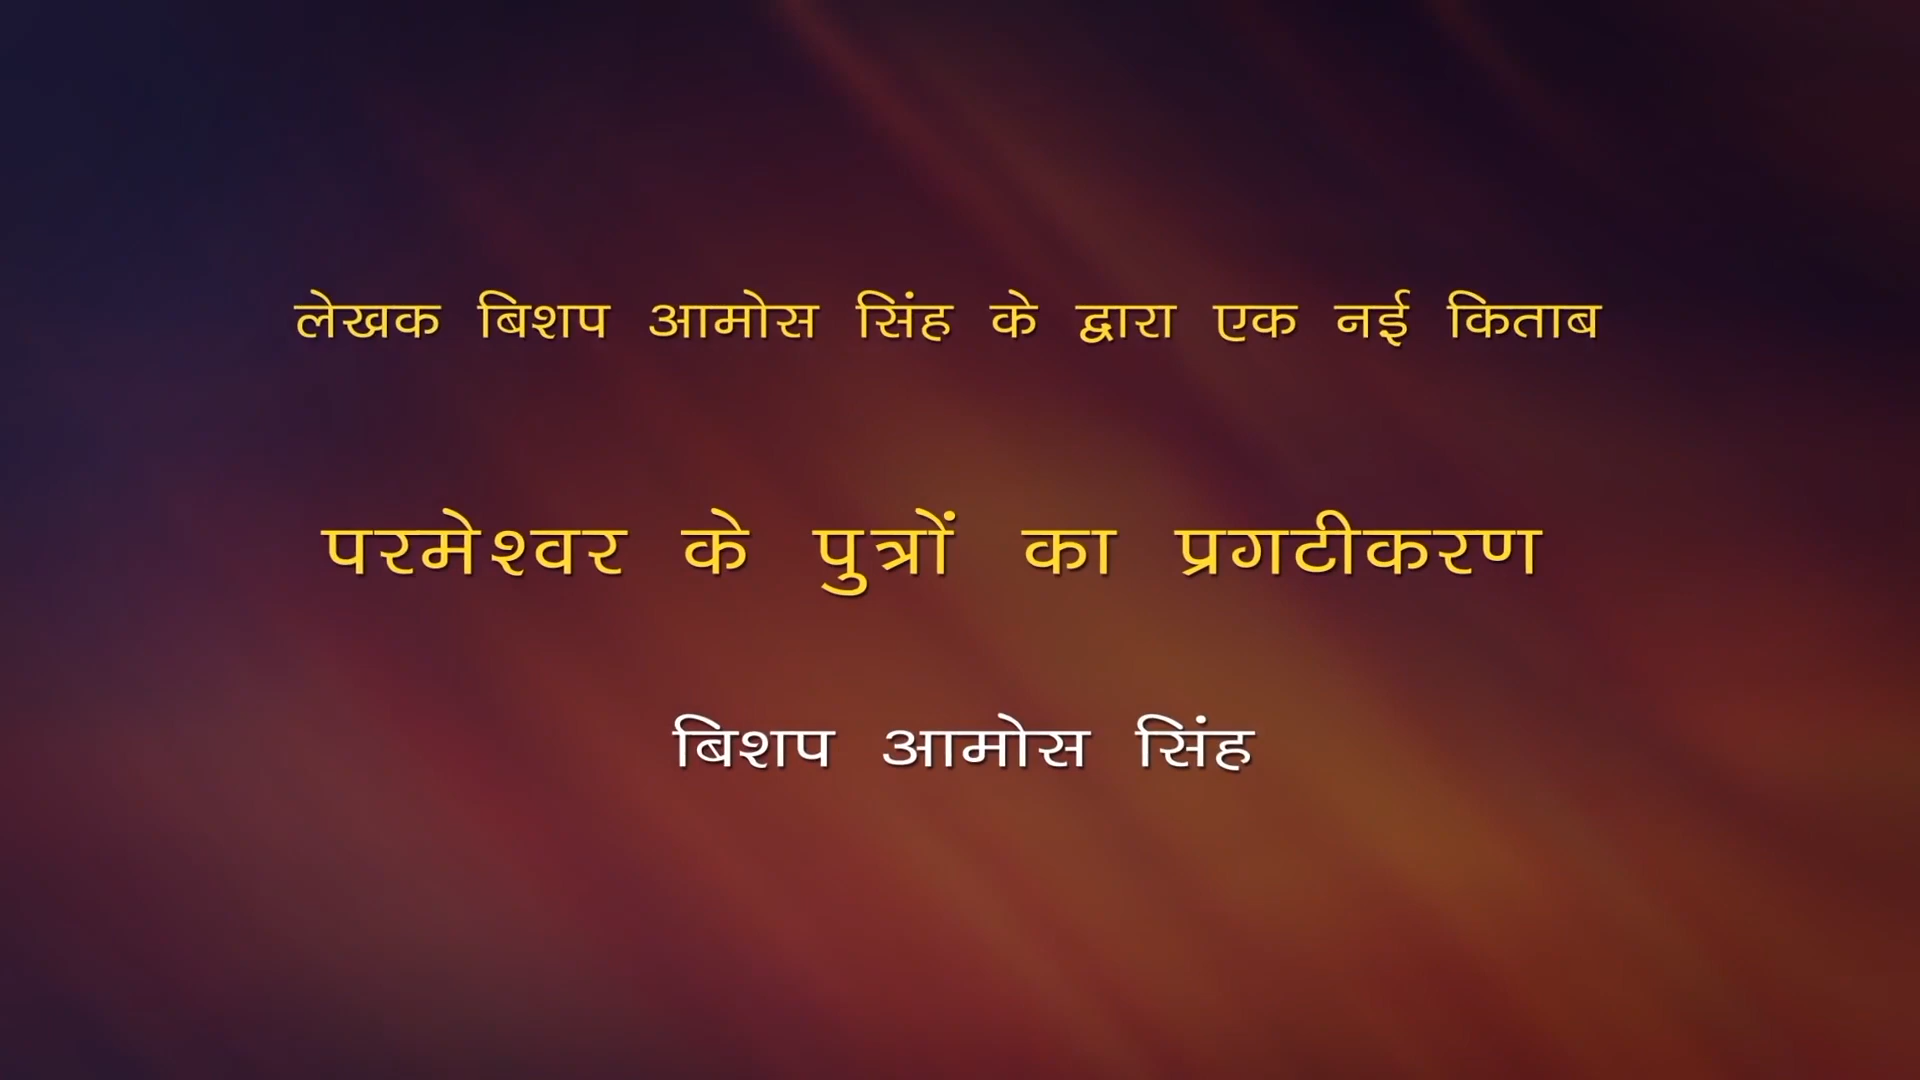 लेखक बिशप आमोस सिंह के द्वारा एक नई किताब
परमेश्वर के पुत्रों का प्रगटीकरण
बिशप आमोस सिंह